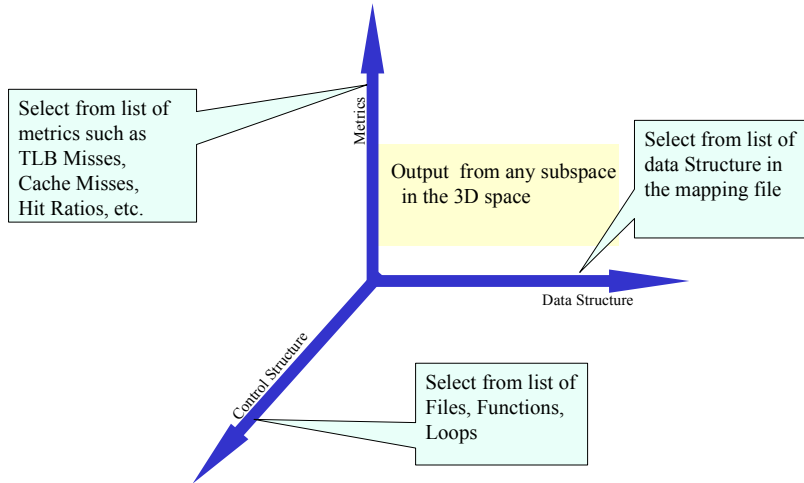 Select from list of
metrics such as
TLB Misses,
Cache Misses,
Hit Ratios, etc.
Metrics
Output from any subspace
in the 3D space
Select from list of
data Structure in
the mapping file
Data Structure
Control Structure
Select from list of
Files, Functions,
Loops